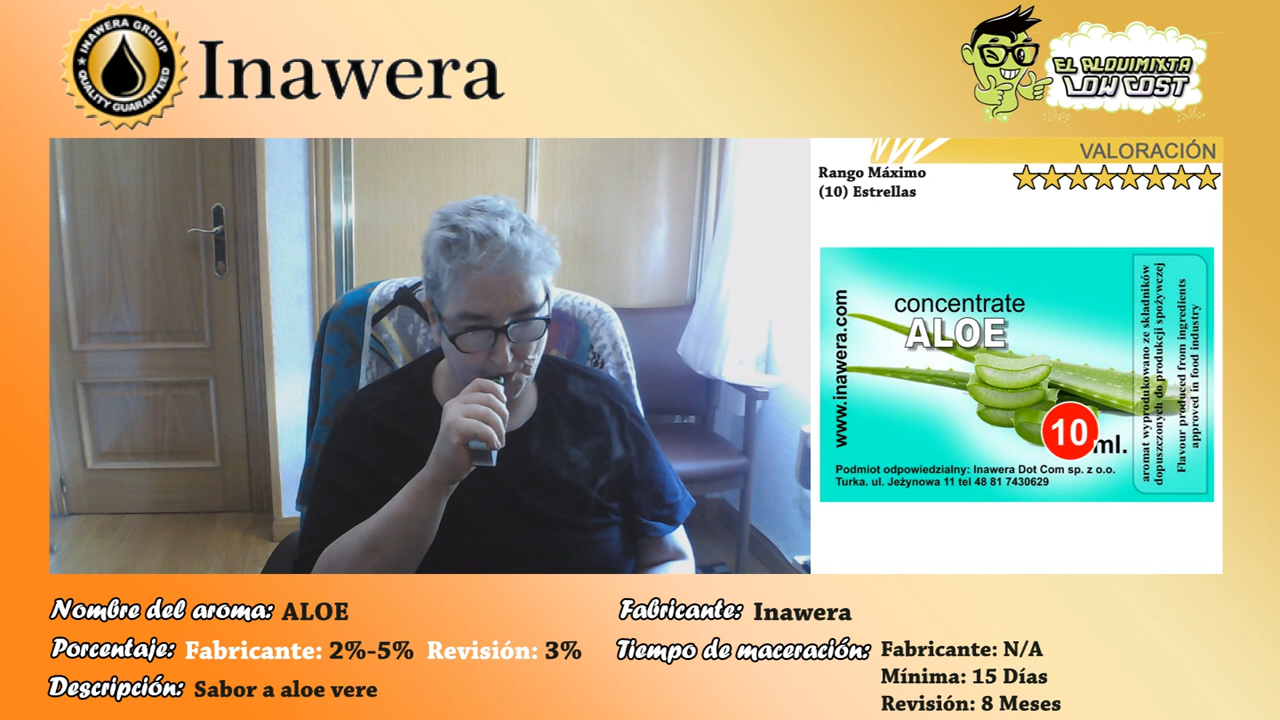 INAWERA GROUP
QUALITY GUARANTEED
Inawera
EL ALQUIMIXTA
LOW COST
VALORACIÓN
Rango Máximo
(10) Estrellas
www.inawera.com
concentrate
ALOE
10 ml.
Podmiot odpowiedzialny: Inawera Dot Com sp. z o.o.
Turka. ul. Jeżynowa 11 tel 48 81 7430629
aromat wyprodukowano ze składników
dopuszczonych do produkcji spożywczej
Flavour produced from ingredients
approved in food industry
Nombre del aroma: ALOE
Fabricante: Inawera
Porcentaje: Fabricante: 2%-5% Revisión: 3%
Tiempo de maceración: Fabricante: N/A
Mínima: 15 Días
Revisión: 8 Meses
Descripción: Sabor a aloe vere